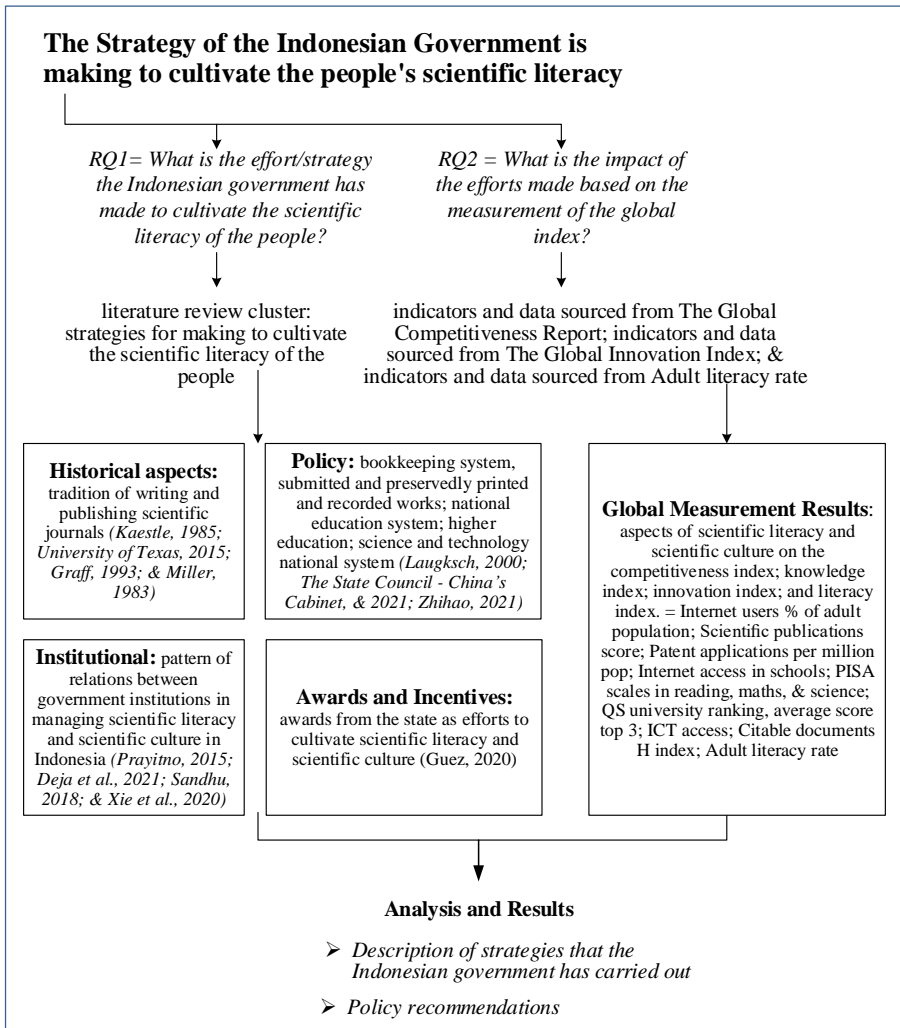 The Strategy of the Indonesian Government is
making to cultivate the people's scientific literacy
RQ1= What is the effort/strategy
the Indonesian government has
made to cultivate the scientific
literacy of the people?
RQ2 = What is the impact of
the efforts made based on the
measurement of the global
index?
literature review cluster:
strategies for making to cultivate
the scientific literacy of the
people
indicators and data sourced from The Global
Competitiveness Report; indicators and data
sourced from The Global Innovation Index; &
indicators and data sourced from Adult literacy rate
Historical aspects:
tradition of writing and
publishing scientific
journals (Kaestle, 1985;
University of Texas, 2015;
Graff, 1993; & Miller,
1983)
Policy: bookkeeping system,
submitted and preservedly printed
and recorded works; national
education system; higher
education; science and technology
national system (Laugksch, 2000;
The State Council - China's
Cabinet, & 2021; Zhihao, 2021)
Institutional: pattern of
relations between
government institutions in
managing scientific literacy
and scientific culture in
Indonesia (Prayitno, 2015;
Deja et al., 2021; Sandhu,
2018; & Xie et al., 2020)
Awards and Incentives:
awards from the state as efforts to
cultivate scientific literacy and
scientific culture (Guez, 2020)
Global Measurement Results:
aspects of scientific literacy and
scientific culture on the
competitiveness index; knowledge
index; innovation index; and literacy
index. = Internet users % of adult
population; Scientific publications
score; Patent applications per million
pop; Internet access in schools; PISA
scales in reading, maths, & science;
QS university ranking, average score
top 3; ICT access; Citable documents
H index; Adult literacy rate
Analysis and Results
➢ Description of strategies that the
Indonesian government has carried out
➢ Policy recommendations